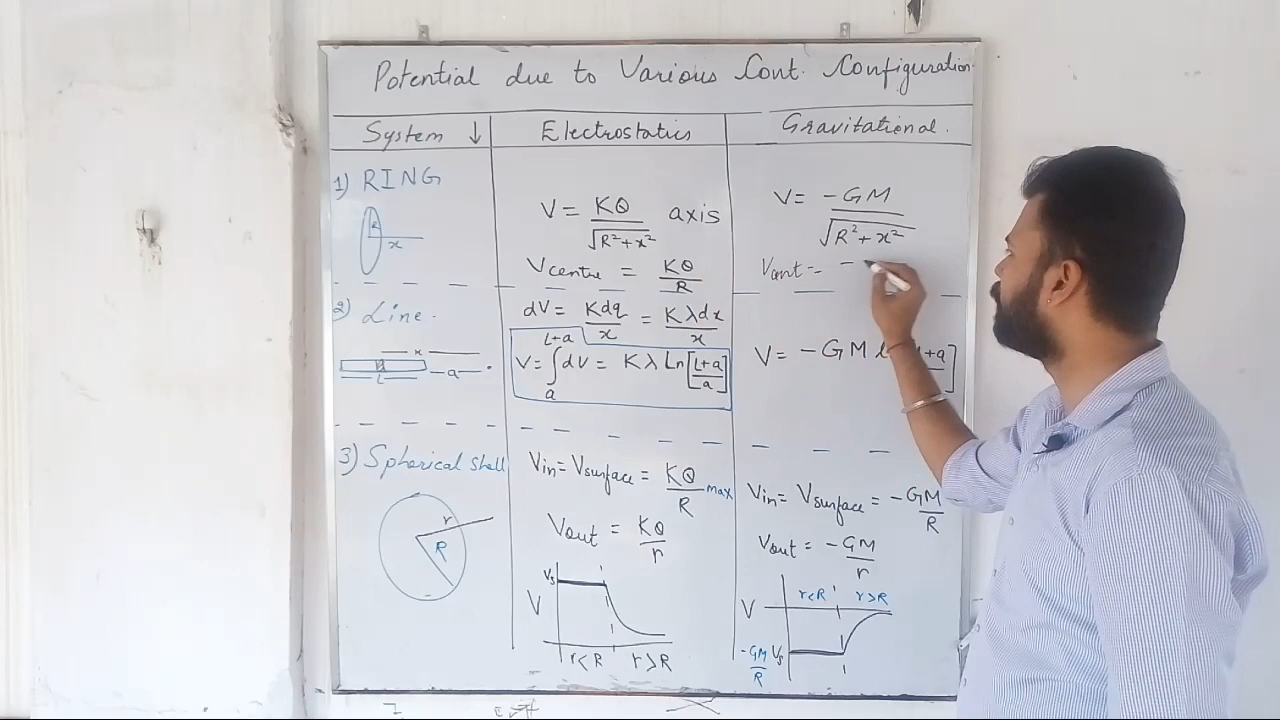 Potential due to Various Cont. Configuration
System ↓ Electrostatics Gravitational.
1) RING
R
x
V = KQ/√(R²+x²) axis
Vcentre = KQ/R
V = -GM/√(R²+x²)
Vcent = -
2) Line.
x
L a
dV = Kdq/x = Kλdx/x
V = ∫ₐᴸ⁺ᵃ dV = Kλ Ln[L+a/a]
V = -GM
+a]
3) Spherical Shell
r
R
Vin = Vsurface = KQ/R max
Vout = KQ/r
Vs
V
r<R r>R
Vin = Vsurface = -GM/R
Vout = -GM/r
r<R r>R
V
-GM/R Vs